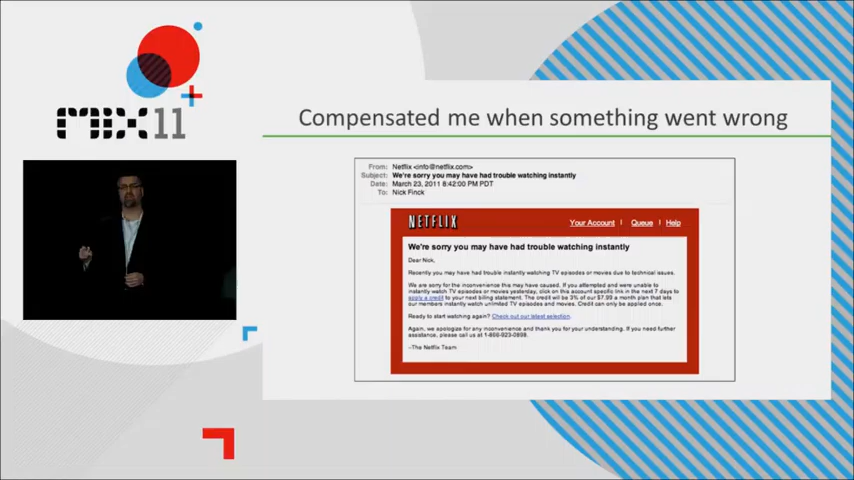 mix11
Compensated me when something went wrong
From: Netflix <info@netflix.com>
Subject: We're sorry you may have had trouble watching instantly
Date: March 23, 2011 8:42:00 PM PDT
To: Nick Finck
NETFLIX
Your Account | Queue | Help
We're sorry you may have had trouble watching instantly
Dear Nick,
Recently you may have had trouble instantly watching TV episodes or movies due to technical issues.
We are sorry for the inconvenience this may have caused. If you attempted and were unable to
instantly watch TV episodes or movies yesterday, click on this account specific link in the next 7 days to
apply a credit to your next billing statement. The credit will be 3% of our $7.99 a month plan that lets
our members instantly watch unlimited TV episodes and movies. Credit can only be applied once.
Ready to start watching again? Check out our latest selection.
Again, we apologize for any inconvenience and thank you for your understanding. If you need further
assistance, please call us at 1-866-923-0898.
–The Netflix Team